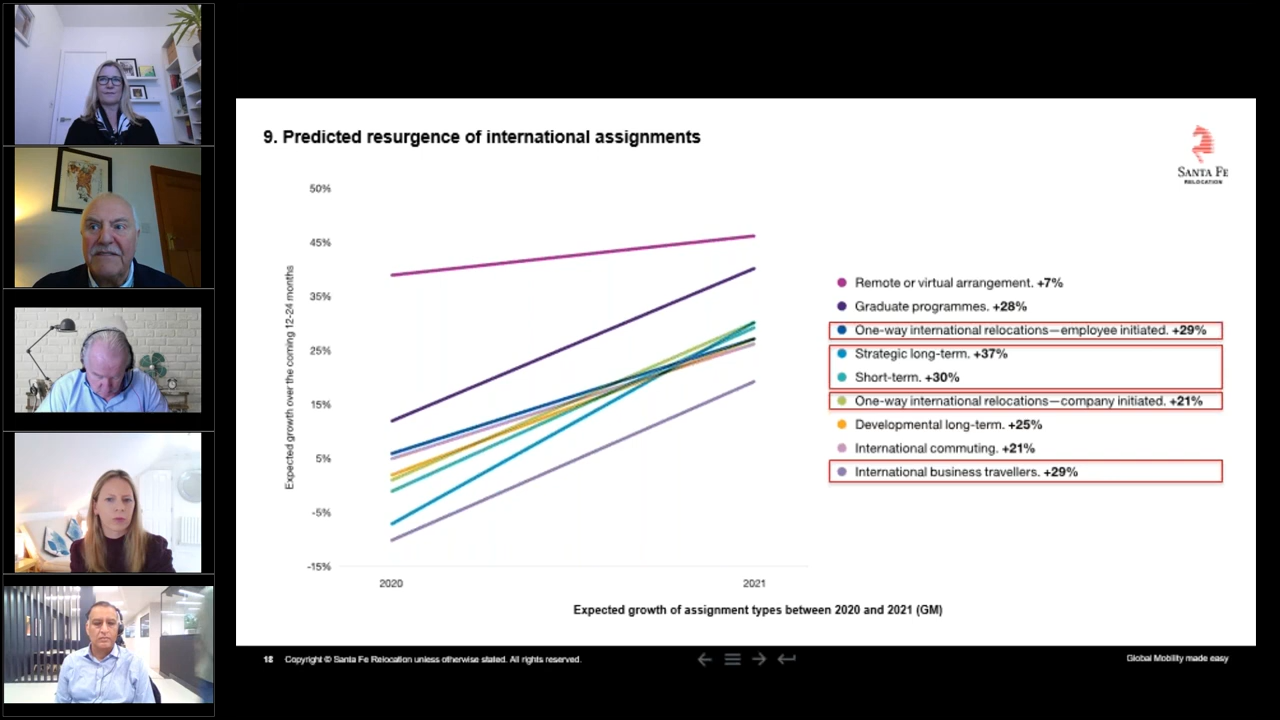 9. Predicted resurgence of international assignments
SANTA FE
RELOCATION
50%
45%
35%
25%
15%
5%
-5%
-15%
Expected growth over the coming 12-24 months
2020
2021
Remote or virtual arrangement. +7%
Graduate programmes. +28%
One-way international relocations—employee initiated. +29%
Strategic long-term. +37%
Short-term. +30%
One-way international relocations—company initiated. +21%
Developmental long-term. +25%
International commuting. +21%
International business travellers. +29%
Expected growth of assignment types between 2020 and 2021 (GM)
18 Copyright © Santa Fe Relocation unless otherwise stated. All rights reserved.
Global Mobility made easy